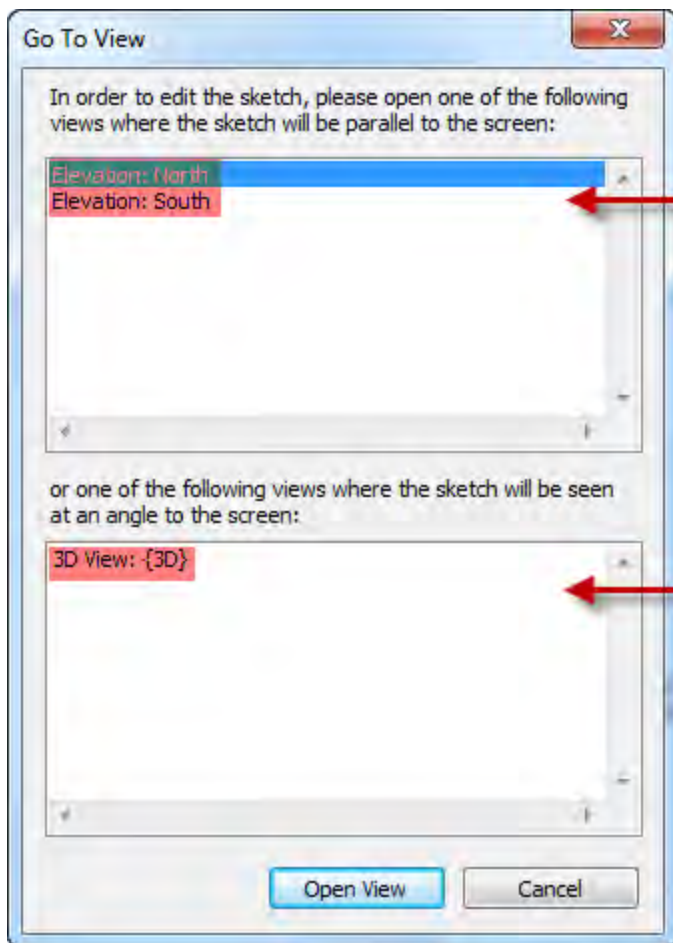 Go To View
In order to edit the sketch, please open one of the following
views where the sketch will be parallel to the screen:
Elevation: North
Elevation: South
or one of the following views where the sketch will be seen
at an angle to the screen:
3D View: {3D}
Open View
Cancel